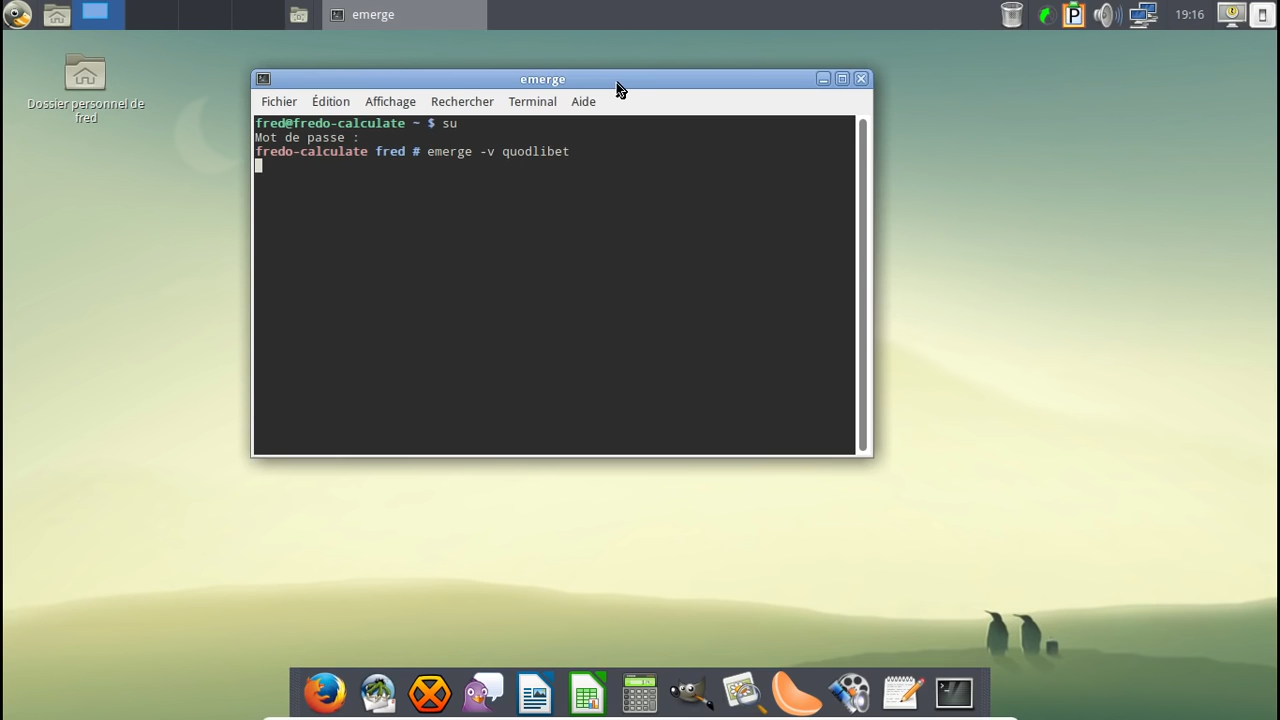 emerge
19:16
Dossier personnel de
fred
emerge
Fichier Édition Affichage Rechercher Terminal Aide
fred@fredo-calculate ~ $ su
Mot de passe :
fredo-calculate fred # emerge -v quodlibet